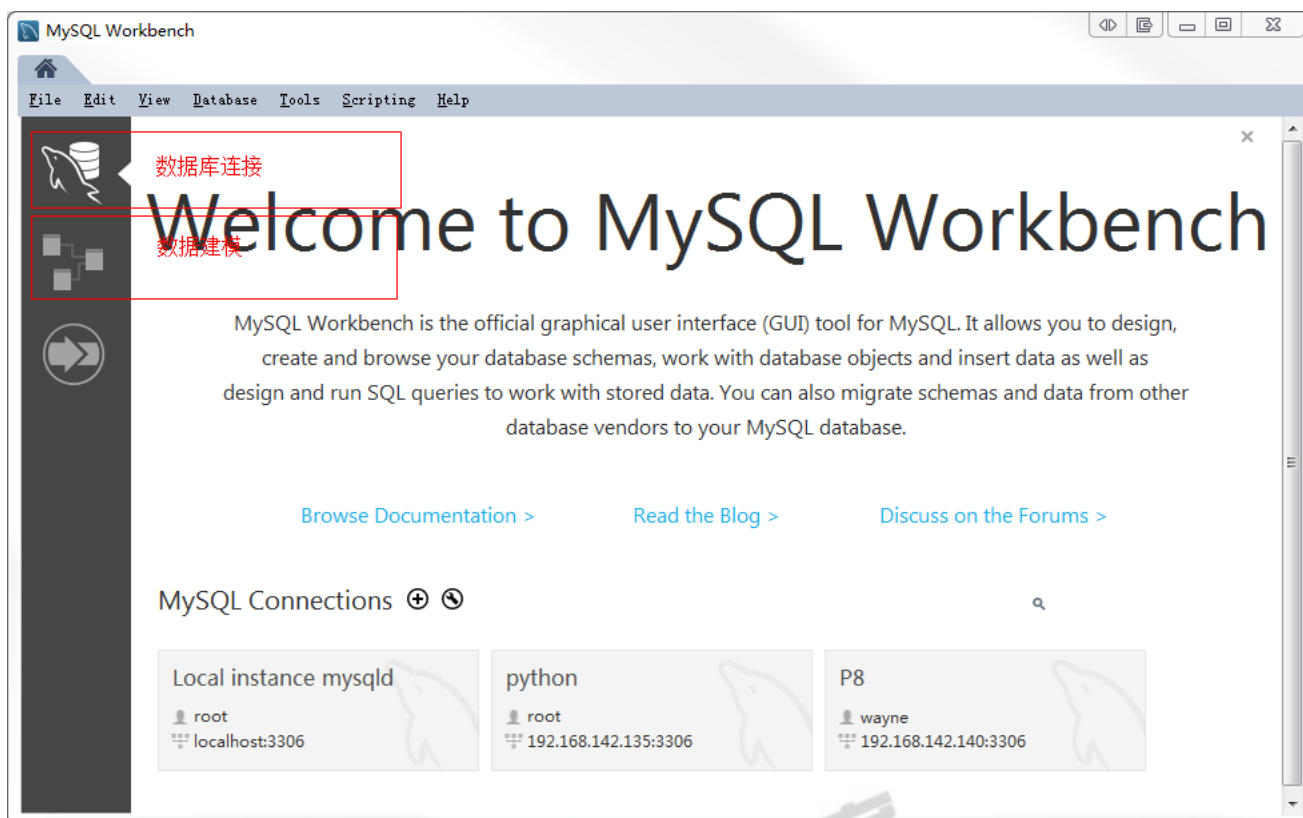 MySQL Workbench
File Edit View Database Tools Scripting Help
数据库连接
Welcome to MySQL Workbench
数据建模
MySQL Workbench is the official graphical user interface (GUI) tool for MySQL. It allows you to design,
create and browse your database schemas, work with database objects and insert data as well as
design and run SQL queries to work with stored data. You can also migrate schemas and data from other
database vendors to your MySQL database.
Browse Documentation > Read the Blog > Discuss on the Forums >
MySQL Connections
Local instance mysqld
root
localhost:3306
python
root
192.168.142.135:3306
P8
wayne
192.168.142.140:3306